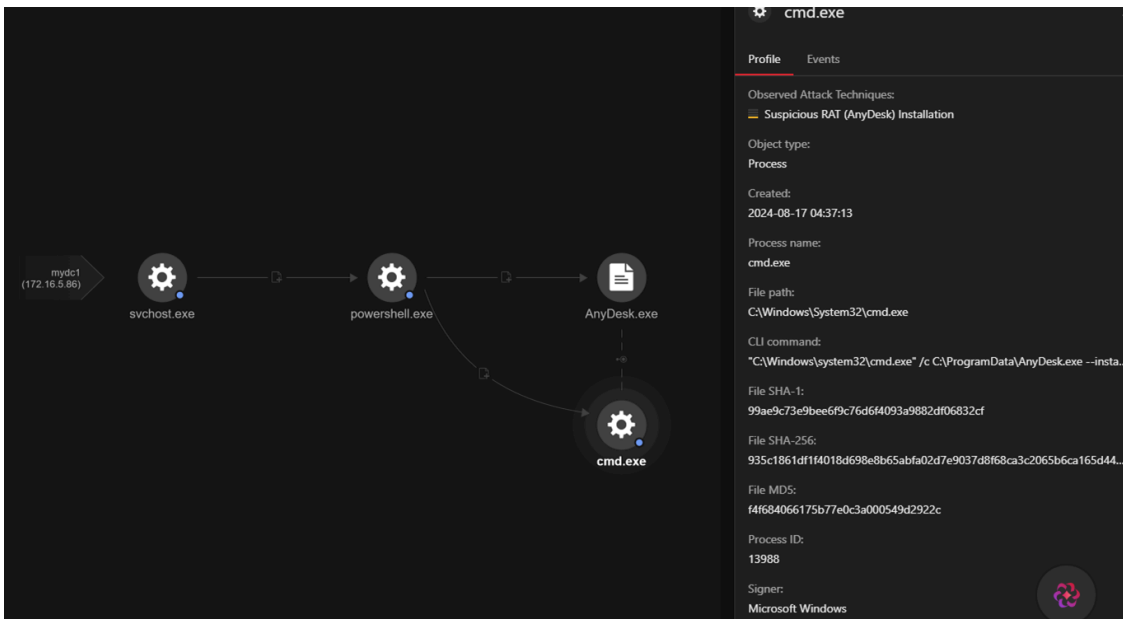 mydc1
(172.16.5.86)
svchost.exe
powershell.exe
AnyDesk.exe
cmd.exe
cmd.exe
Profile Events
Observed Attack Techniques:
Suspicious RAT (AnyDesk) Installation
Object type:
Process
Created:
2024-08-17 04:37:13
Process name:
cmd.exe
File path:
C:\Windows\System32\cmd.exe
CLI command:
"C:\Windows\system32\cmd.exe" /c C:\ProgramData\AnyDesk.exe --insta...
File SHA-1:
99ae9c73e9bee6f9c76d6f4093a9882df06832cf
File SHA-256:
935c1861df1f4018d698e8b65abfa02d7e9037d8f68ca3c2065b6ca165d44...
File MD5:
f4f684066175b77e0c3a000549d2922c
Process ID:
13988
Signer:
Microsoft Windows